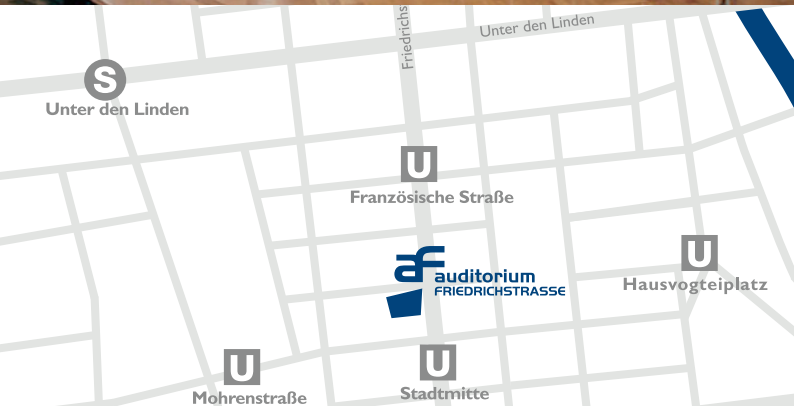 Friedrichs
Unter den Linden
S
Unter den Linden
U
Französische Straße
af
auditorium
FRIEDRICHSTRASSE
U
Hausvogteiplatz
U
Mohrenstraße
U
Stadtmitte